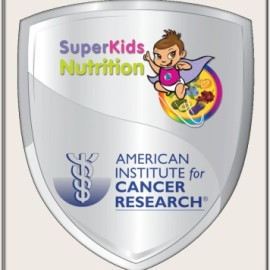 SuperKids
Nutrition
AMERICAN
INSTITUTE for
CANCER
RESEARCH®